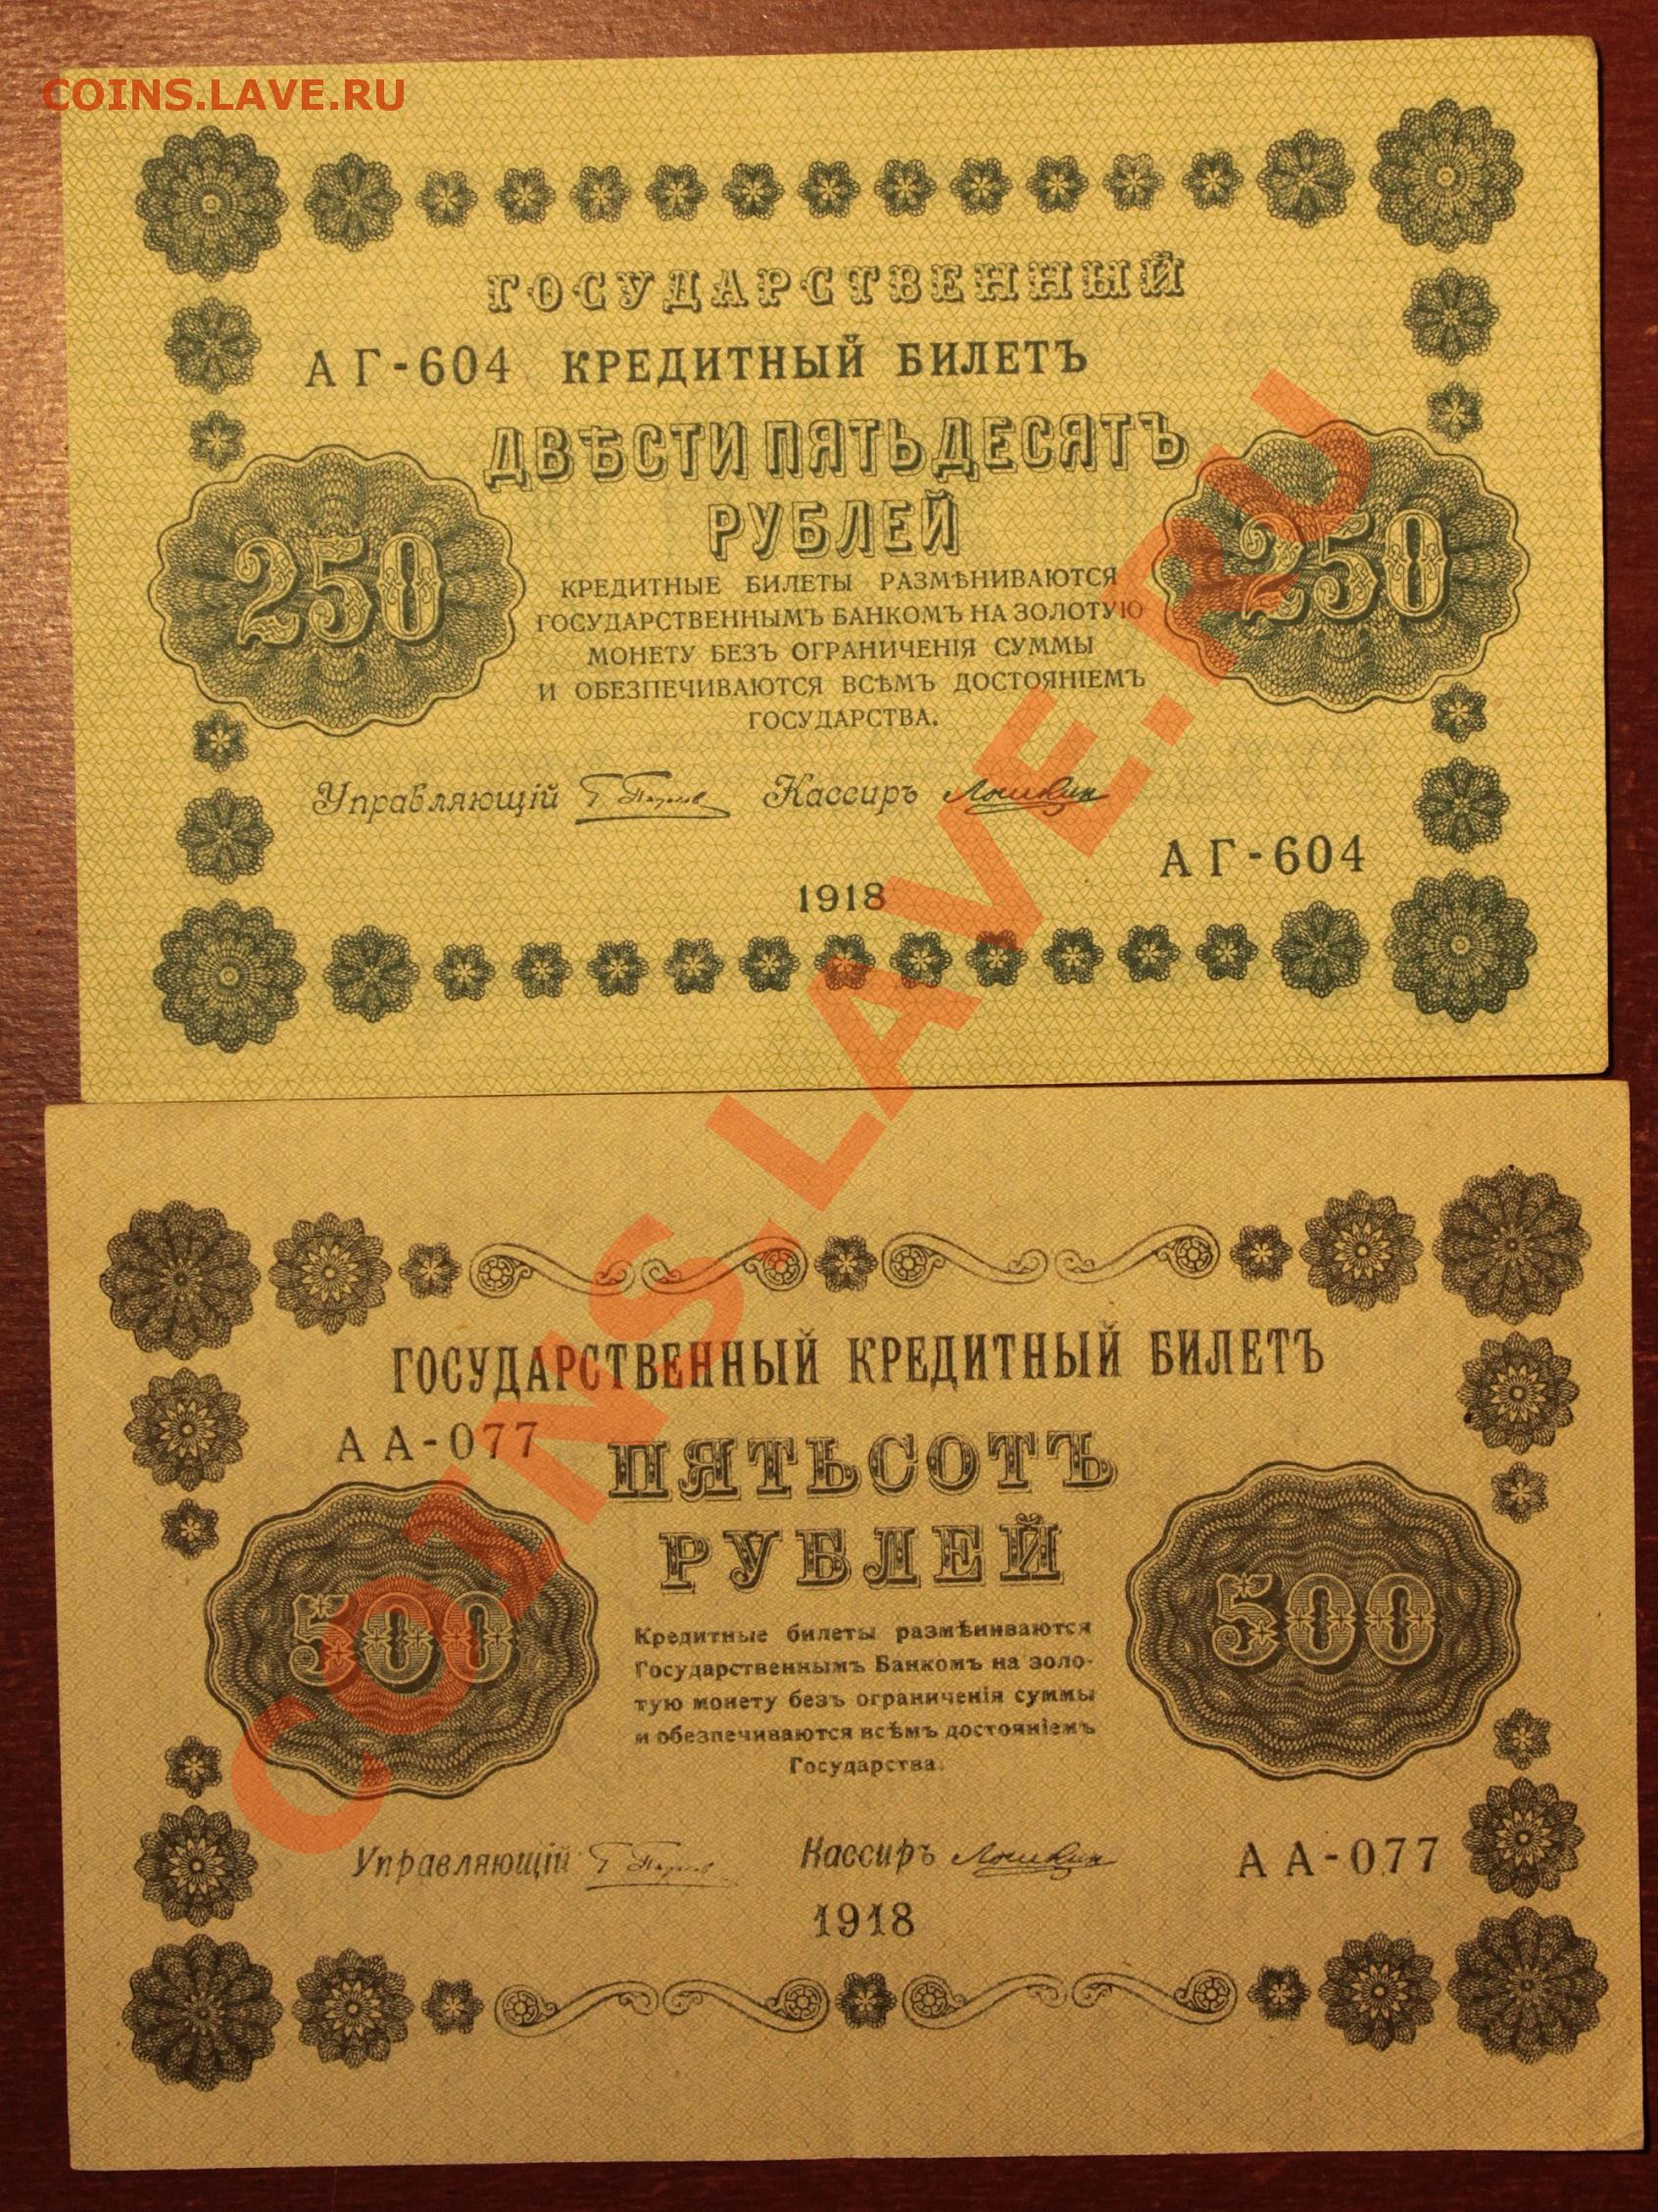 COINS.LAVE.RU
ГОСУДАРСТВЕННЫЙ
АГ-604 КРЕДИТНЫЙ БИЛЕТЪ
ДВѢСТИ ПЯТЬДЕСЯТЪ
РУБЛЕЙ
250 250
КРЕДИТНЫЕ БИЛЕТЫ РАЗМѢНИВАЮТСЯ
ГОСУДАРСТВЕННЫМЪ БАНКОМЪ НА ЗОЛОТУЮ
МОНЕТУ БЕЗЪ ОГРАНИЧЕНІЯ СУММЫ
И ОБЕЗПЕЧИВАЮТСЯ ВСѢМЪ ДОСТОЯНІЕМЪ
ГОСУДАРСТВА.
Управляющій Кассиръ
АГ-604
1918
COINS.LAVE.RU
ГОСУДАРСТВЕННЫЙ КРЕДИТНЫЙ БИЛЕТЪ
АА-077 ПЯТЬСОТЪ
РУБЛЕЙ
500 500
Кредитные билеты размѣниваются
Государственнымъ Банкомъ на золо-
тую монету безъ ограниченія суммы
и обезпечиваются всѣмъ достояніемъ
Государства.
Управляющій Кассиръ АА-077
1918